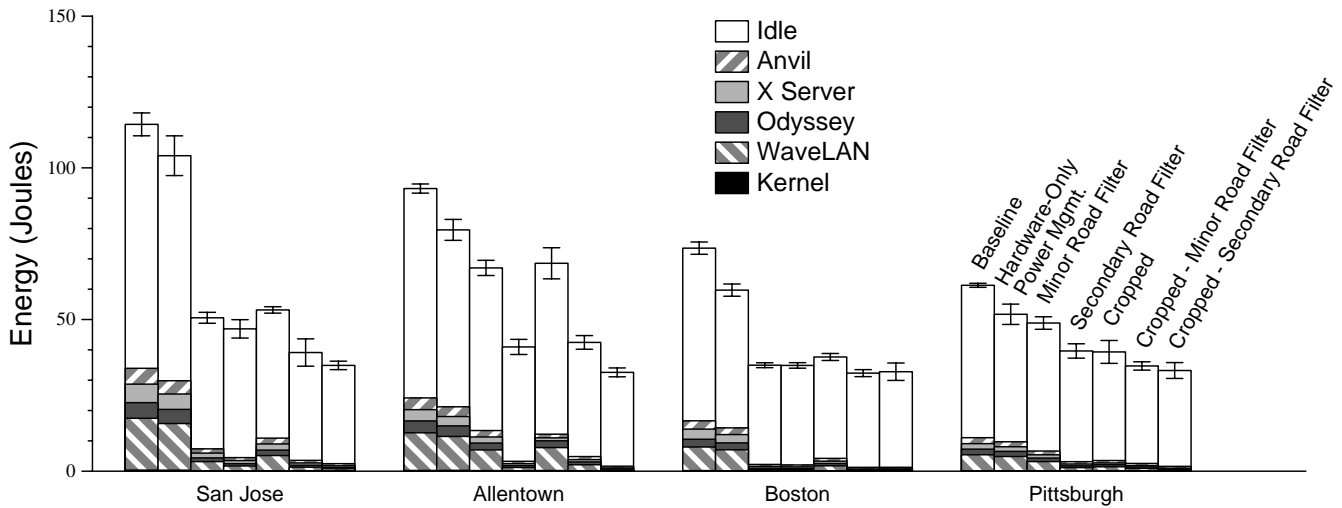 150
100
50
0
Energy (Joules)
Idle
Anvil
X Server
Odyssey
WaveLAN
Kernel
Baseline
Hardware-Only
Power Mgmt.
Minor Road Filter
Secondary Road Filter
Cropped
Cropped - Minor Road Filter
Cropped - Secondary Road Filter
San Jose
Allentown
Boston
Pittsburgh